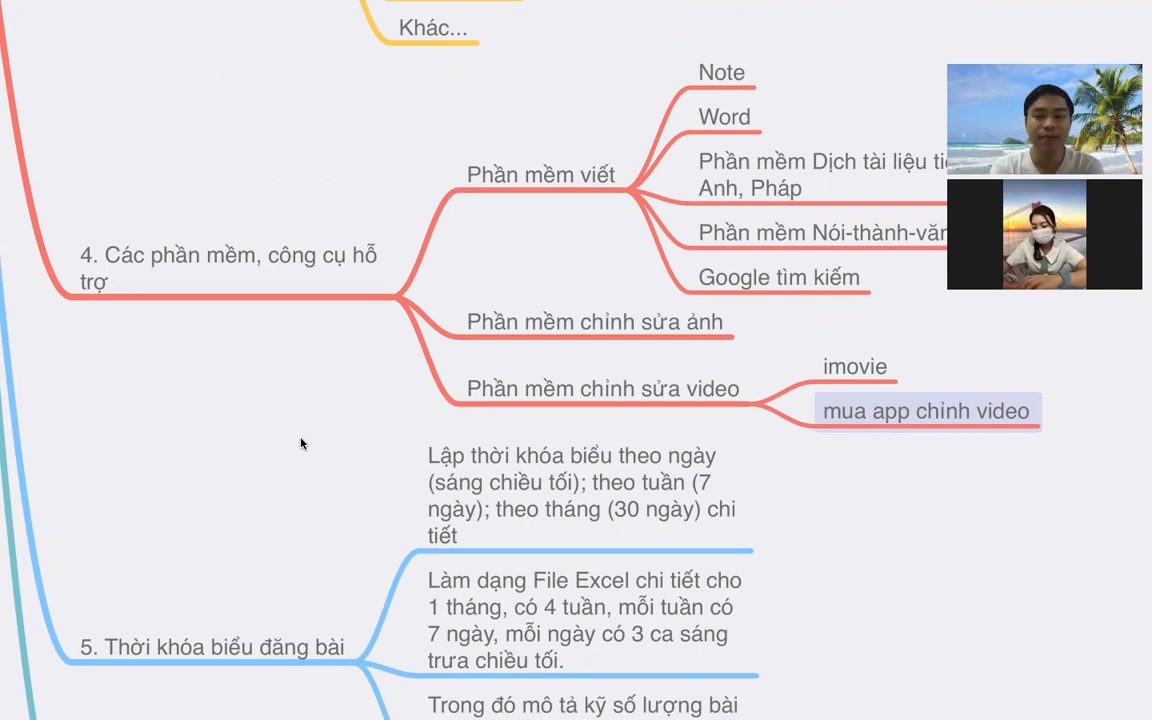 Khác...
Note
Word
Phần mềm viết
Phần mềm Dịch tài liệu
Anh, Pháp
Phần mềm Nói-thành-văn
Google tìm kiếm
4. Các phần mềm, công cụ hỗ
trợ
Phần mềm chỉnh sửa ảnh
Phần mềm chỉnh sửa video
imovie
mua app chỉnh video
Lập thời khóa biểu theo ngày
(sáng chiều tối); theo tuần (7
ngày); theo tháng (30 ngày) chi
tiết
Làm dạng File Excel chi tiết cho
1 tháng, có 4 tuần, mỗi tuần có
7 ngày, mỗi ngày có 3 ca sáng
trưa chiều tối.
5. Thời khóa biểu đăng bài
Trong đó mô tả kỹ số lượng bài